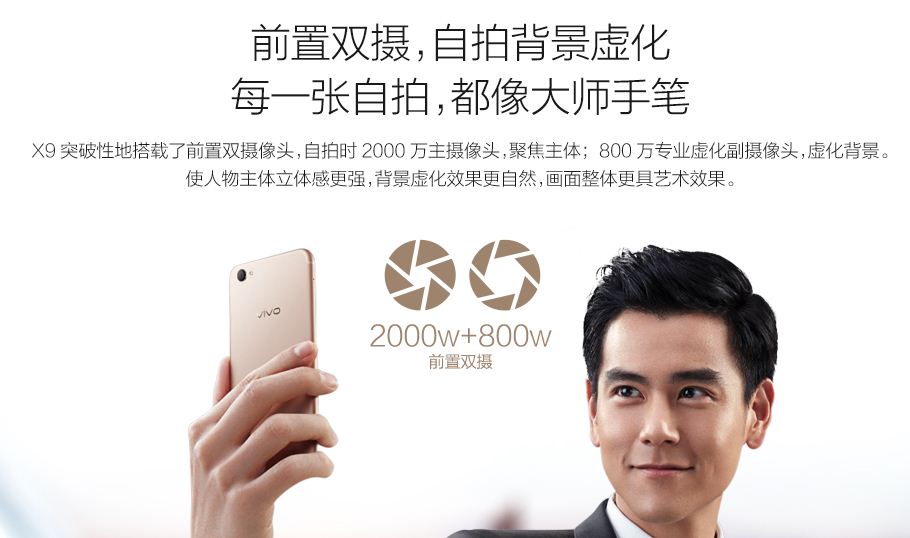 前置双摄，自拍背景虚化
每一张自拍，都像大师手笔
X9 突破性地搭载了前置双摄像头，自拍时 2000 万主摄像头，聚焦主体；800 万专业虚化副摄像头，虚化背景。
使人物主体立体感更强，背景虚化效果更自然，画面整体更具艺术效果。
vivo
2000w+800w
前置双摄